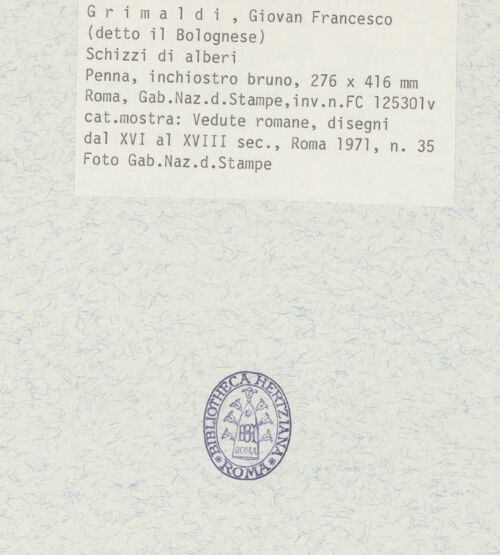 G r i m a l d i , Giovan Francesco
(detto il Bolognese)
Schizzi di alberi
Penna, inchiostro bruno, 276 x 416 mm
Roma, Gab.Naz.d.Stampe,inv.n.FC 125301v
cat.mostra: Vedute romane, disegni
dal XVI al XVIII sec., Roma 1971, n. 35
Foto Gab.Naz.d.Stampe
*BIBLIOTHECA HERTZIANA*
ROMA
ROMA